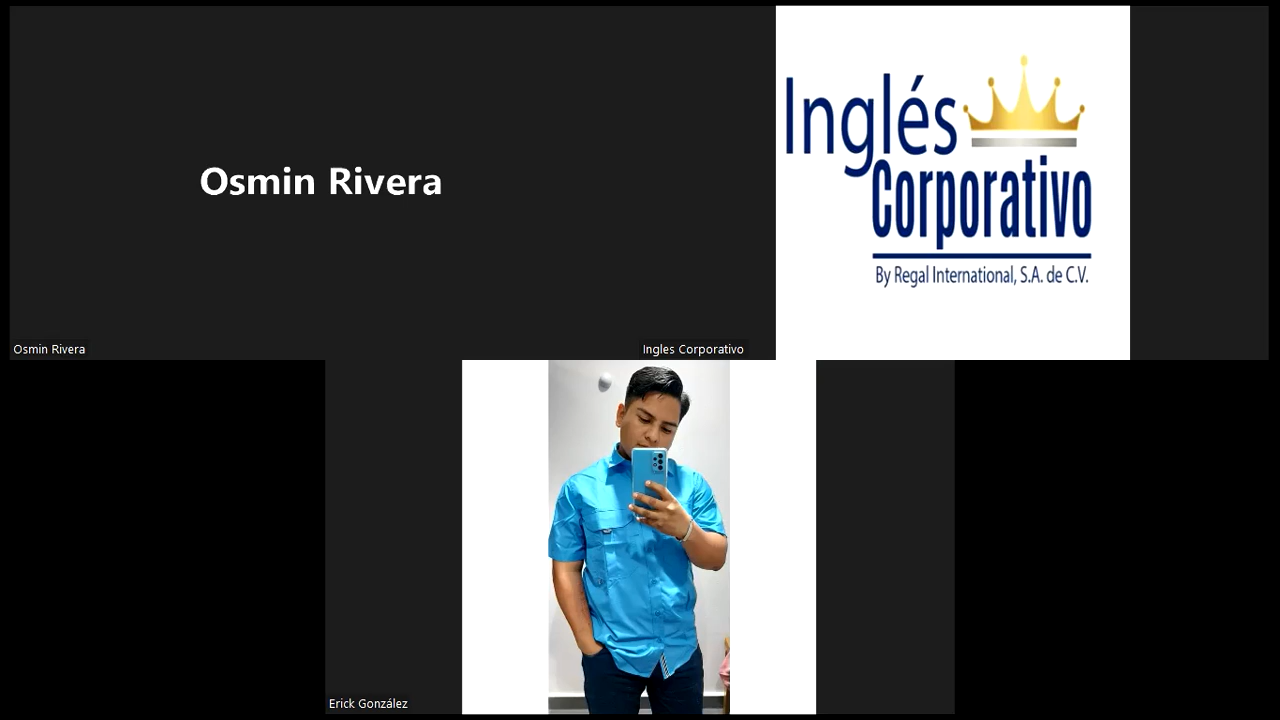 Osmin Rivera
Inglés
Corporativo
By Regal International, S.A. de C.V.
Osmin Rivera
Ingles Corporativo
Erick González